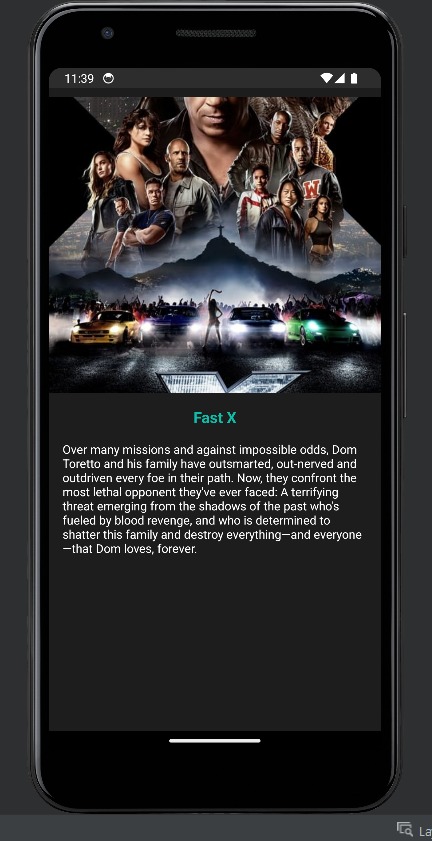 11:39
W
Fast X
Over many missions and against impossible odds, Dom
Toretto and his family have outsmarted, out-nerved and
outdriven every foe in their path. Now, they confront the
most lethal opponent they've ever faced: A terrifying
threat emerging from the shadows of the past who's
fueled by blood revenge, and who is determined to
shatter this family and destroy everything—and everyone
—that Dom loves, forever.
La